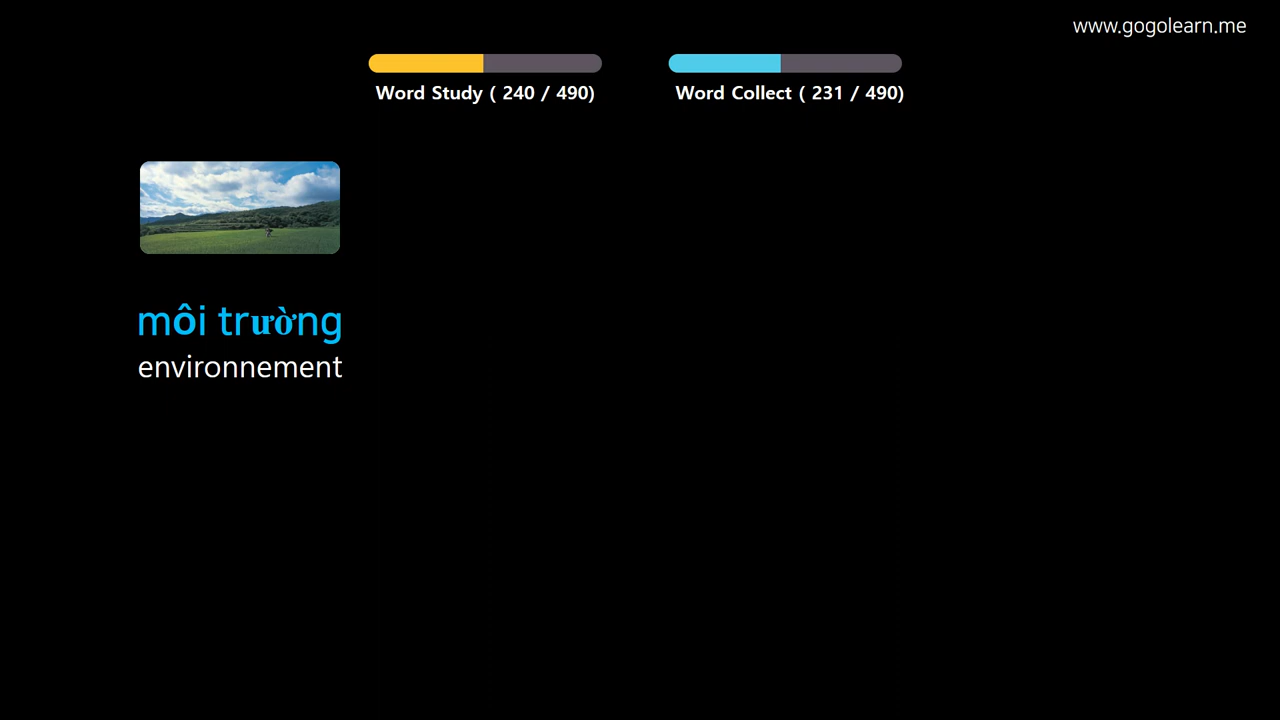 www.gogolearn.me
Word Study ( 240 / 490)
Word Collect ( 231 / 490)
môi trường
environnement